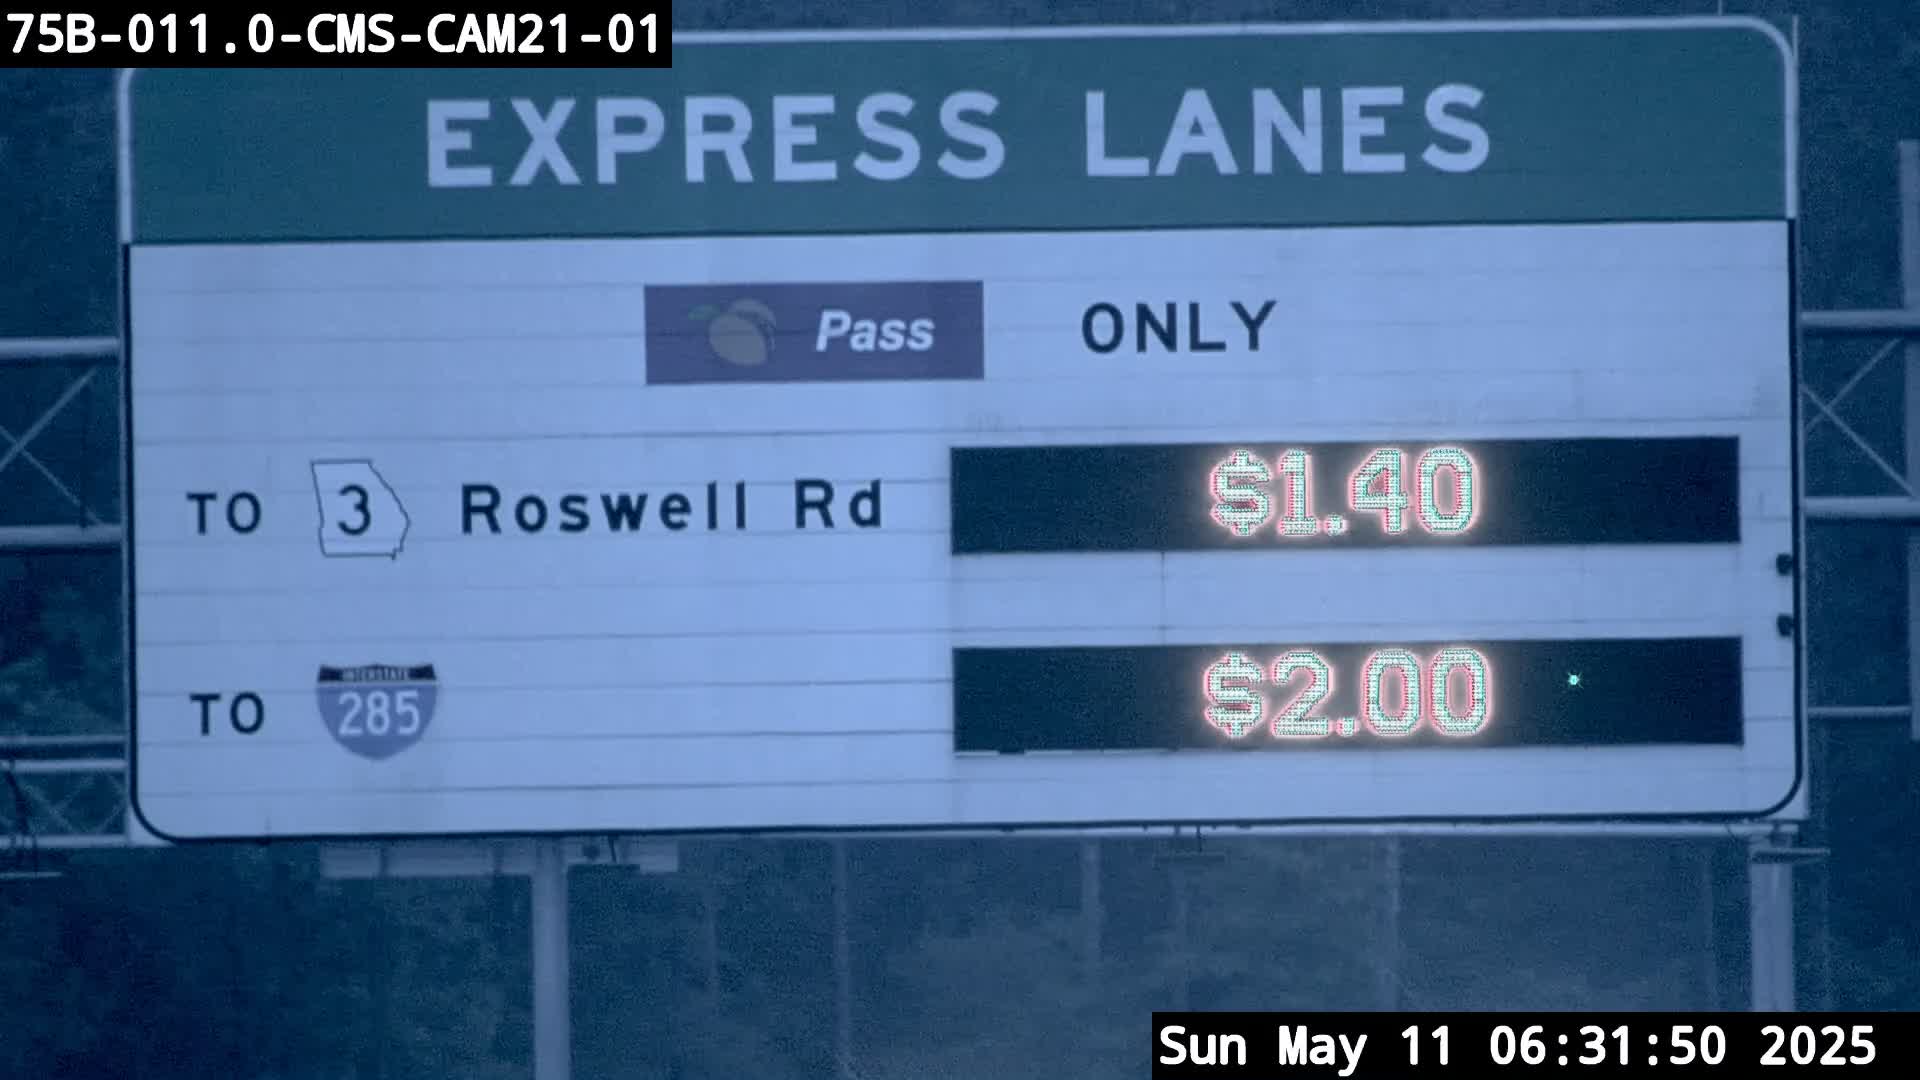 75B-011.0-CMS-CAM21-01
EXPRESS LANES
Pass ONLY
TO 3 Roswell Rd $1.40
TO INTERSTATE 285 $2.00
Sun May 11 06:31:50 2025